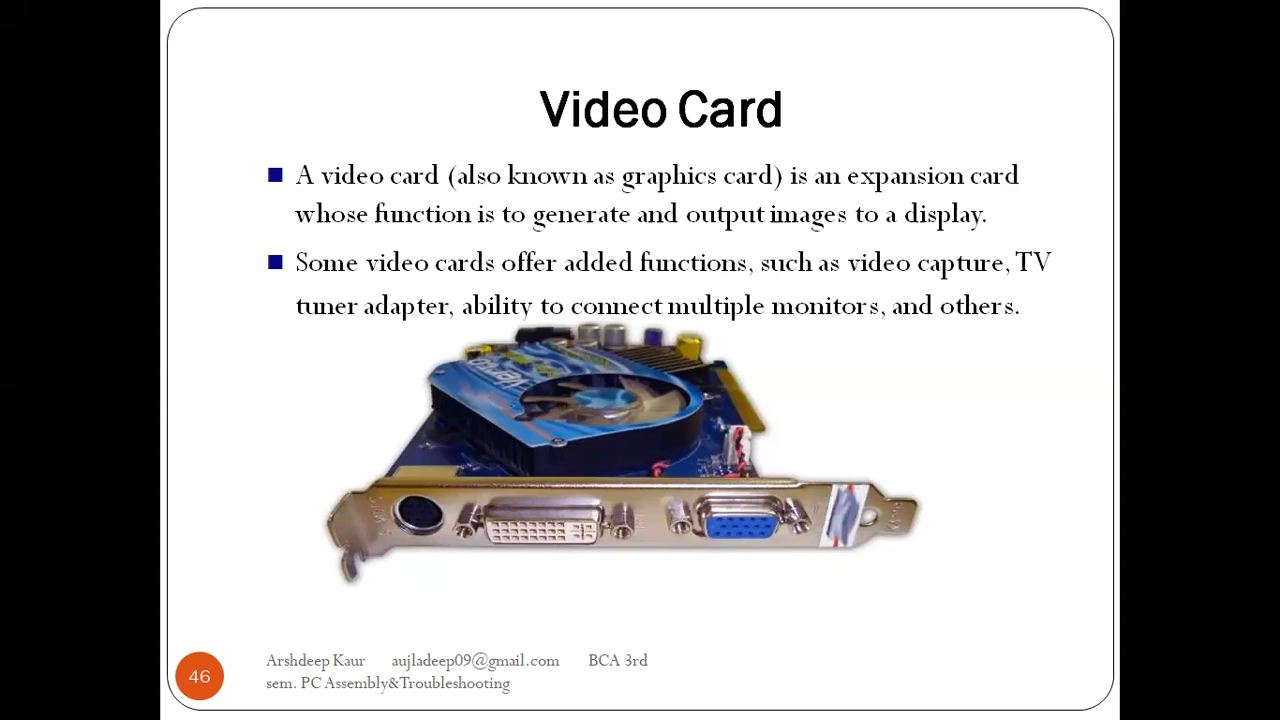 Video Card
A video card (also known as graphics card) is an expansion card
whose function is to generate and output images to a display.
Some video cards offer added functions, such as video capture, TV
tuner adapter, ability to connect multiple monitors, and others.
Arshdeep Kaur aujladeep09@gmail.com BCA 3rd
sem. PC Assembly&Troubleshooting
46